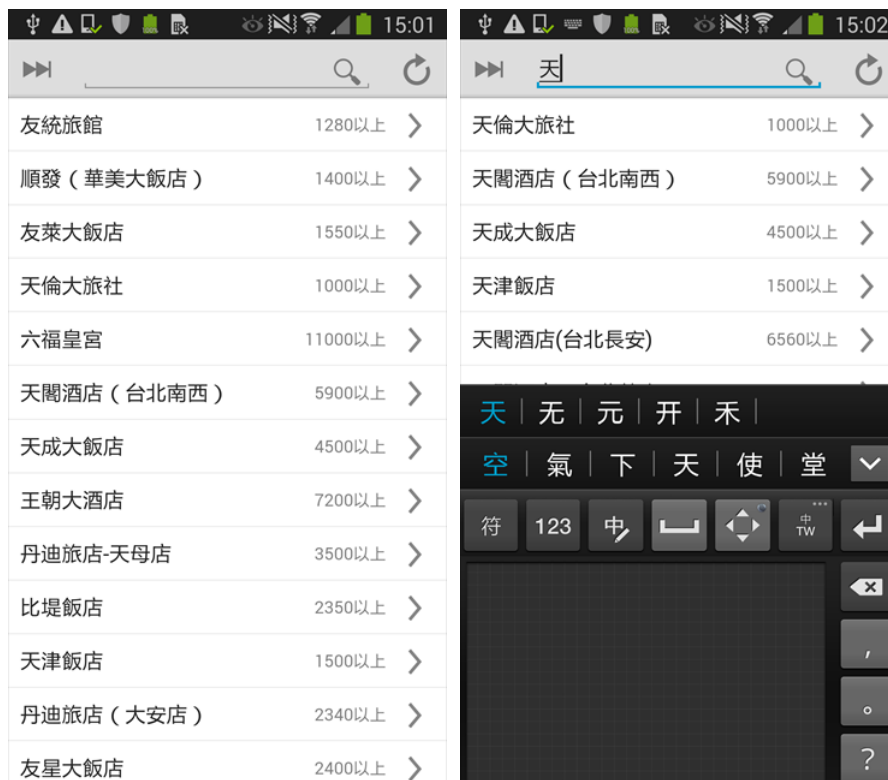 15:01
友統旅館 1280以上
順發（華美大飯店） 1400以上
友萊大飯店 1550以上
天倫大旅社 1000以上
六福皇宮 11000以上
天閣酒店（台北南西） 5900以上
天成大飯店 4500以上
王朝大酒店 7200以上
丹迪旅店-天母店 3500以上
比堤飯店 2350以上
天津飯店 1500以上
丹迪旅店（大安店） 2340以上
友星大飯店 2400以上
15:02
天
天倫大旅社 1000以上
天閣酒店（台北南西） 5900以上
天成大飯店 4500以上
天津飯店 1500以上
天閣酒店(台北長安) 6560以上
天 无 元 开 禾
空 氣 下 天 使 堂
符 123 中 中 TW
,
。
?